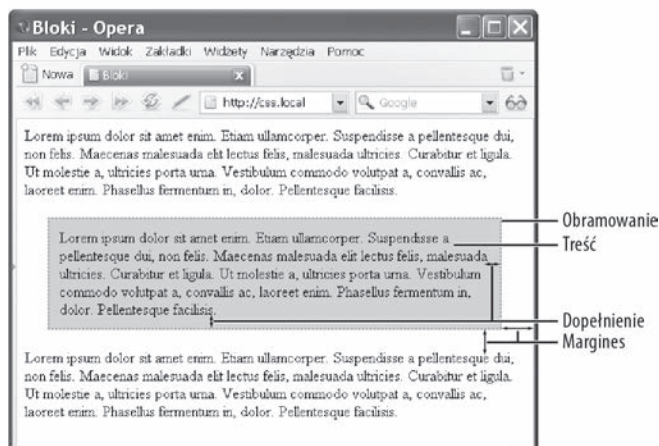 Bloki - Opera
Plik Edycja Widok Zakładki Widżety Narzędzia Pomoc
Nowa Bloki
http://css.local Google
Lorem ipsum dolor sit amet enim. Etiam ullamcorper. Suspendisse a pellentesque dui,
non felis. Maecenas malesuada elit lectus felis, malesuada ultricies. Curabitur et ligula.
Ut molestie a, ultricies porta urna. Vestibulum commodo volutpat a, convallis ac,
laoreet enim. Phasellus fermentum in, dolor. Pellentesque facilisis.
Obramowanie
Lorem ipsum dolor sit amet enim. Etiam ullamcorper. Suspendisse a
Treść
pellentesque dui, non felis. Maecenas malesuada elit lectus felis, malesuada
ultricies. Curabitur et ligula. Ut molestie a, ultricies porta urna. Vestibulum
commodo volutpat a, convallis ac, laoreet enim. Phasellus fermentum in,
dolor. Pellentesque facilisis.
Dopełnienie
Margines
Lorem ipsum dolor sit amet enim. Etiam ullamcorper. Suspendisse a pellentesque dui,
non felis. Maecenas malesuada elit lectus felis, malesuada ultricies. Curabitur et ligula.
Ut molestie a, ultricies porta urna. Vestibulum commodo volutpat a, convallis ac,
laoreet enim. Phasellus fermentum in, dolor. Pellentesque facilisis.